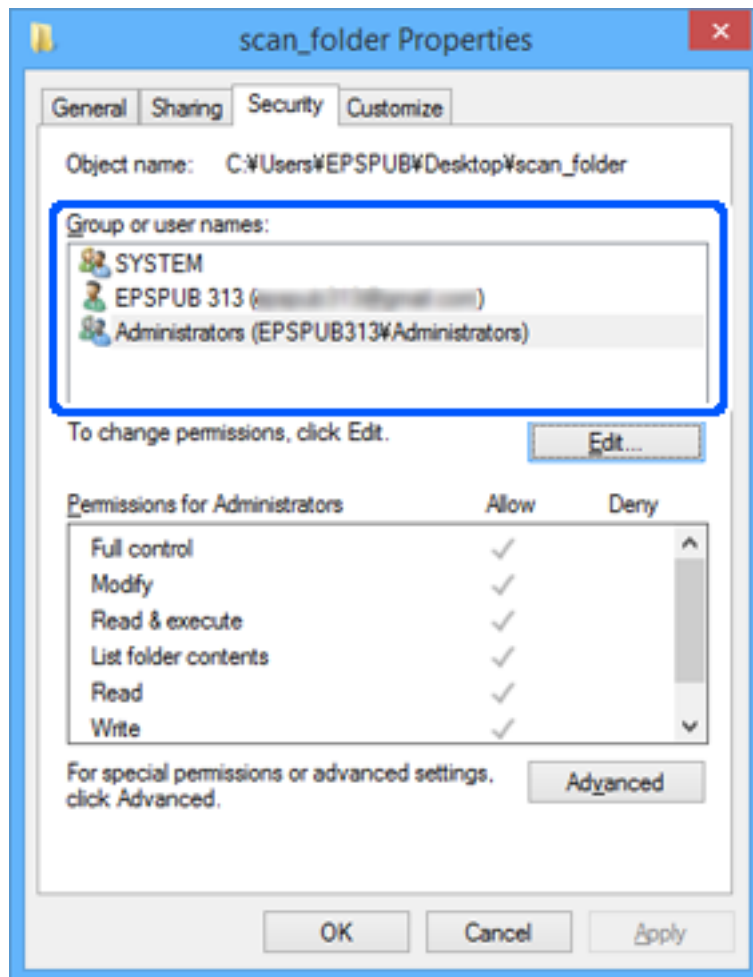 scan_folder Properties
General Sharing Security Customize
Object name: C:¥Users¥EPSPUB¥Desktop¥scan_folder
Group or user names:
SYSTEM
EPSPUB 313 ( )
Administrators (EPSPUB313¥Administrators)
To change permissions, click Edit.
Edit...
Permissions for Administrators Allow Deny
Full control
Modify
Read & execute
List folder contents
Read
Write
For special permissions or advanced settings,
click Advanced.
Advanced
OK Cancel Apply